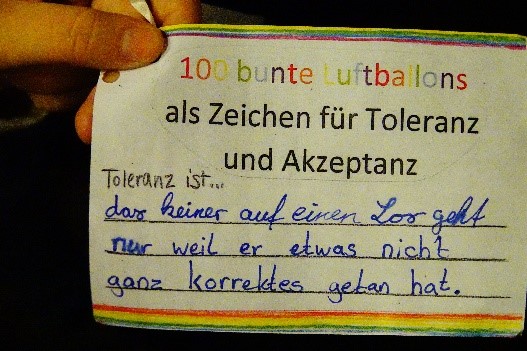 100 bunte Luftballons
als Zeichen für Toleranz
und Akzeptanz
Toleranz ist...
das keiner auf einen Los geht
nur weil er etwas nicht
ganz korrektes getan hat.